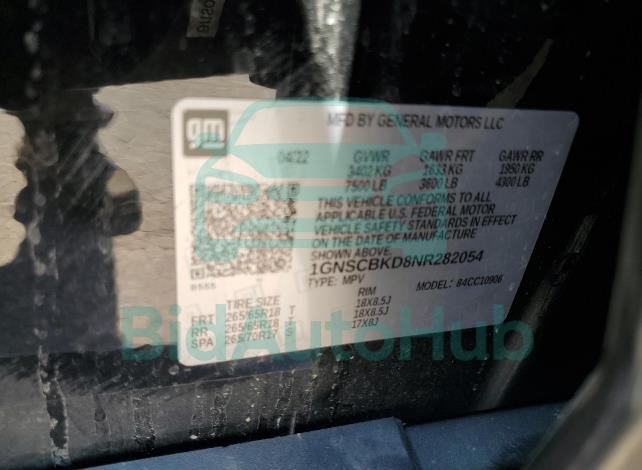 gm
MFD BY GENERAL MOTORS LLC
04/22 GVWR GAWR FRT GAWR RR
3402 KG 1633 KG 1950 KG
7500 LB 3600 LB 4300 LB
THIS VEHICLE CONFORMS TO ALL
APPLICABLE U.S. FEDERAL MOTOR
VEHICLE SAFETY STANDARDS IN EFFECT
ON THE DATE OF MANUFACTURE
SHOWN ABOVE.
1GNSCBKD8NR282054
TYPE: MPV MODEL: 84CC10906
TIRE SIZE RIM
FRT 265/65R18 T 18X8.5J
RR 265/65R18 T 18X8.5J
SPA 265/70R17 S 17X8J
BidAutoHub